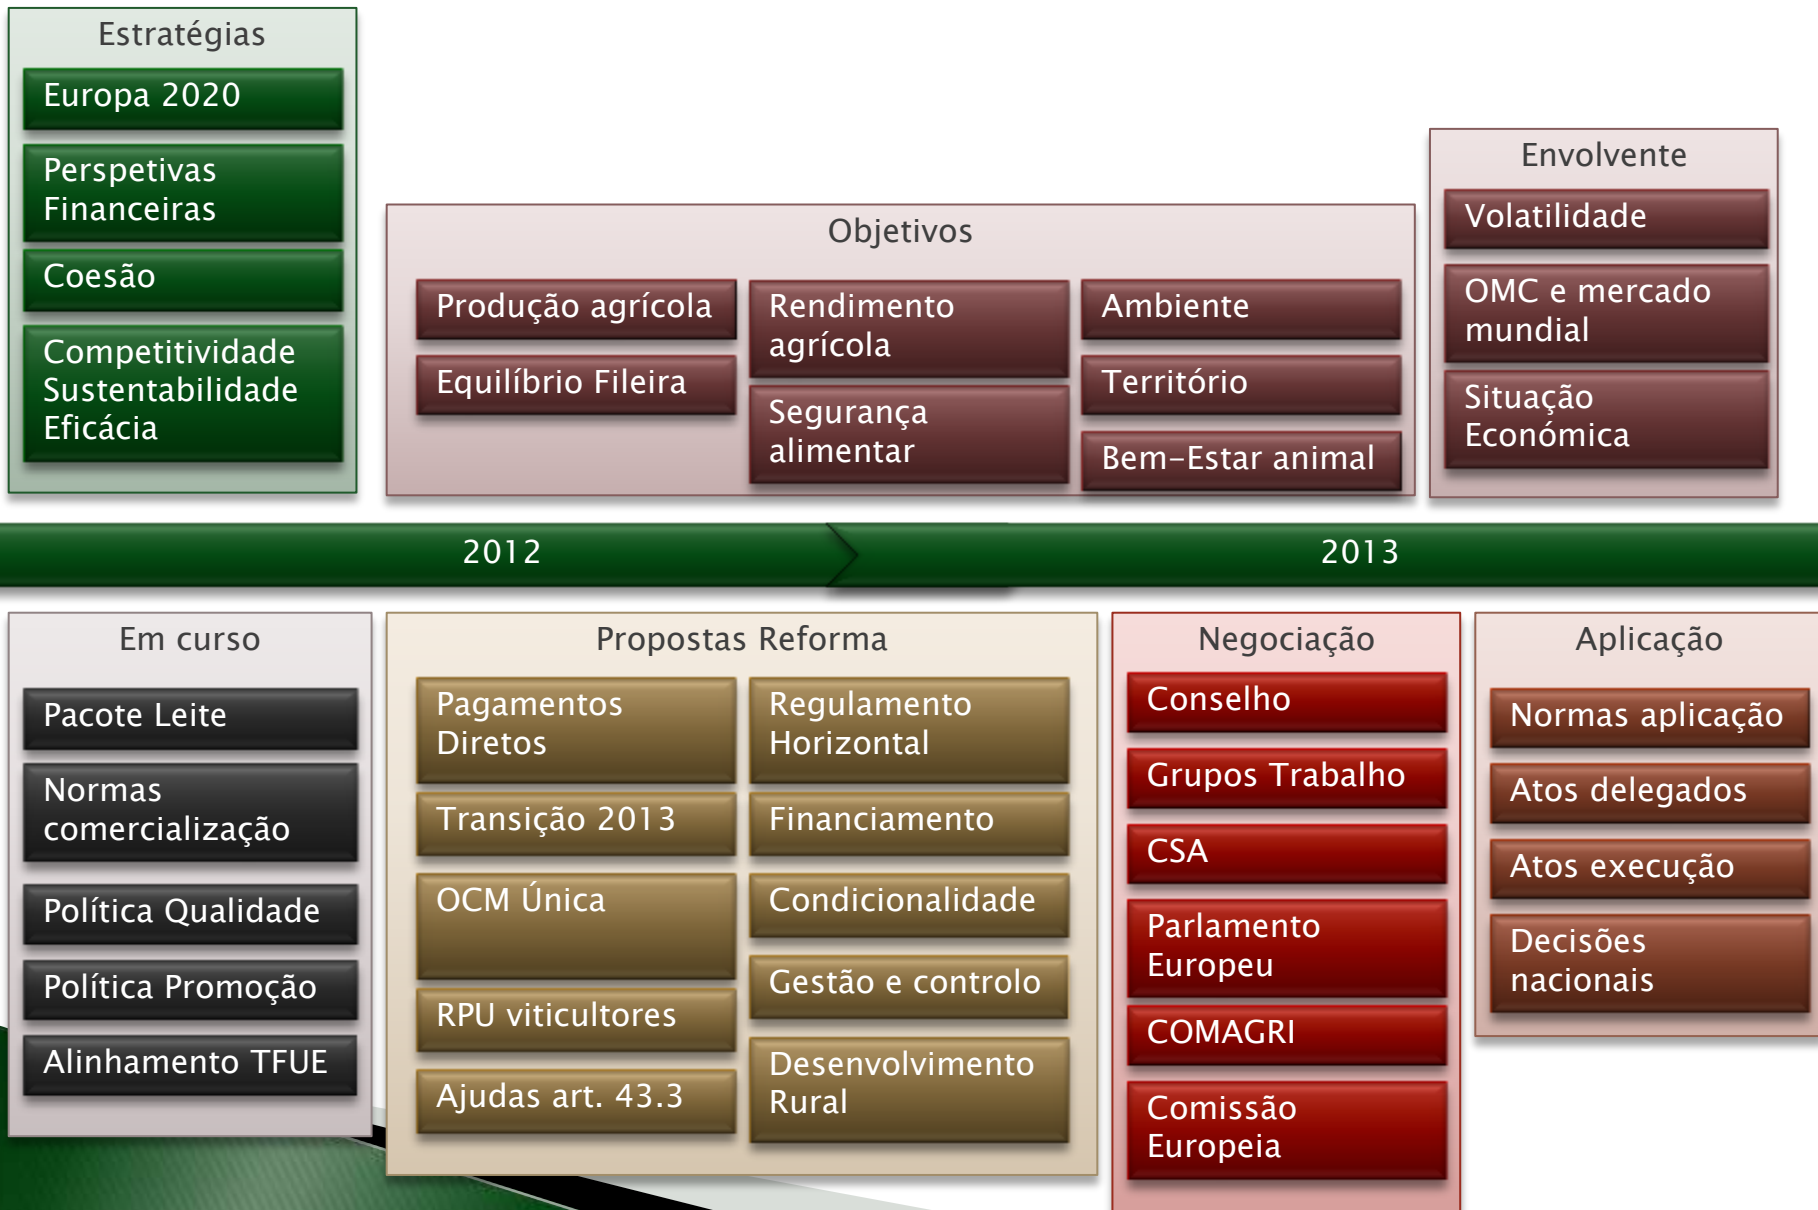 Estratégias
Europa 2020
Perspetivas
Financeiras
Coesão
Competitividade
Sustentabilidade
Eficácia
Objetivos
Produção agrícola
Equilíbrio Fileira
Rendimento
agrícola
Segurança
alimentar
Ambiente
Território
Bem-Estar animal
Envolvente
Volatilidade
OMC e mercado
mundial
Situação
Económica
2012
2013
Em curso
Pacote Leite
Normas
comercialização
Política Qualidade
Política Promoção
Alinhamento TFUE
Propostas Reforma
Pagamentos
Diretos
Transição 2013
OCM Única
RPU viticultores
Ajudas art. 43.3
Regulamento
Horizontal
Financiamento
Condicionalidade
Gestão e controlo
Desenvolvimento
Rural
Negociação
Conselho
Grupos Trabalho
CSA
Parlamento
Europeu
COMAGRI
Comissão
Europeia
Aplicação
Normas aplicação
Atos delegados
Atos execução
Decisões
nacionais